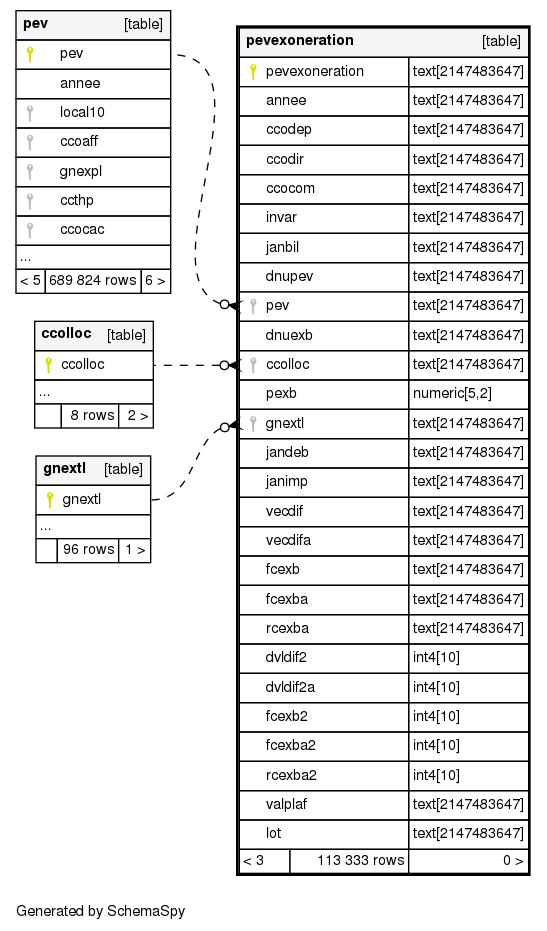 pev [table]
pev
annee
local10
ccoaff
gnexpl
ccthp
ccocac
...
< 5 689 824 rows 6 >
ccolloc [table]
ccolloc
...
8 rows 2 >
gnextl [table]
gnextl
...
96 rows 1 >
pevexoneration [table]
pevexoneration text[2147483647]
annee text[2147483647]
ccodep text[2147483647]
ccodir text[2147483647]
ccocom text[2147483647]
invar text[2147483647]
janbil text[2147483647]
dnupev text[2147483647]
pev text[2147483647]
dnuexb text[2147483647]
ccolloc text[2147483647]
pexb numeric[5,2]
gnextl text[2147483647]
jandeb text[2147483647]
janimp text[2147483647]
vecdif text[2147483647]
vecdifa text[2147483647]
fcexb text[2147483647]
fcexba text[2147483647]
rcexba text[2147483647]
dvldif2 int4[10]
dvldif2a int4[10]
fcexb2 int4[10]
fcexba2 int4[10]
rcexba2 int4[10]
valplaf text[2147483647]
lot text[2147483647]
< 3 113 333 rows 0 >
Generated by SchemaSpy